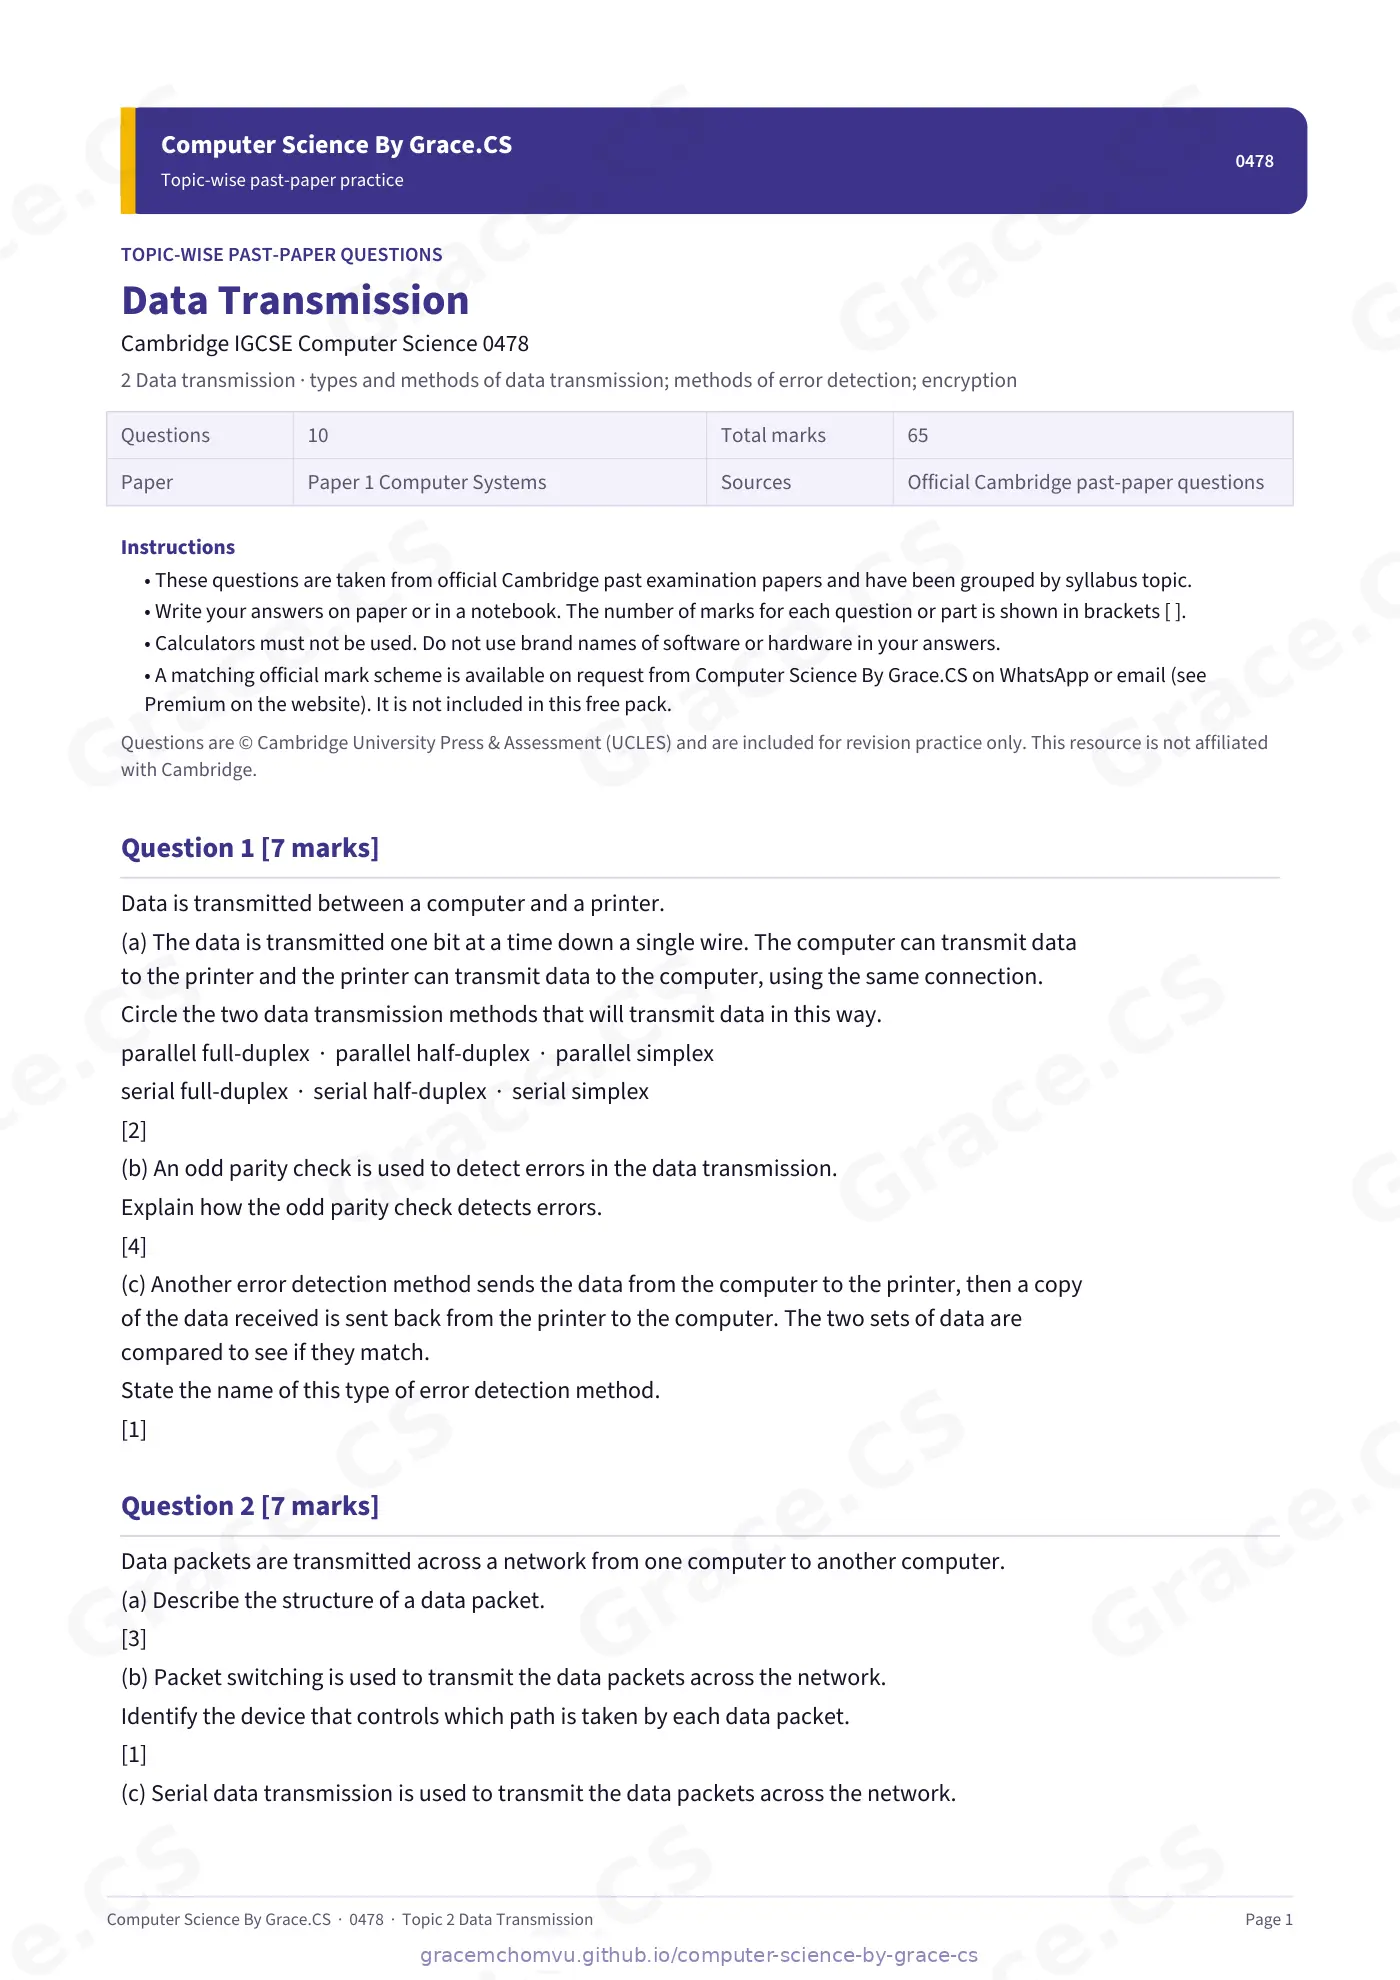 Computer Science By Grace.CS
Topic-wise past-paper practice
0478
TOPIC-WISE PAST-PAPER QUESTIONS
Data Transmission
Cambridge IGCSE Computer Science 0478
2 Data transmission · types and methods of data transmission; methods of error detection; encryption
Questions 10 Total marks 65
Paper Paper 1 Computer Systems Sources Official Cambridge past-paper questions
Instructions
• These questions are taken from official Cambridge past examination papers and have been grouped by syllabus topic.
• Write your answers on paper or in a notebook. The number of marks for each question or part is shown in brackets [ ].
• Calculators must not be used. Do not use brand names of software or hardware in your answers.
• A matching official mark scheme is available on request from Computer Science By Grace.CS on WhatsApp or email (see
Premium on the website). It is not included in this free pack.
Questions are © Cambridge University Press & Assessment (UCLES) and are included for revision practice only. This resource is not affiliated
with Cambridge.
Question 1 [7 marks]
Data is transmitted between a computer and a printer.
(a) The data is transmitted one bit at a time down a single wire. The computer can transmit data
to the printer and the printer can transmit data to the computer, using the same connection.
Circle the two data transmission methods that will transmit data in this way.
parallel full-duplex · parallel half-duplex · parallel simplex
serial full-duplex · serial half-duplex · serial simplex
[2]
(b) An odd parity check is used to detect errors in the data transmission.
Explain how the odd parity check detects errors.
[4]
(c) Another error detection method sends the data from the computer to the printer, then a copy
of the data received is sent back from the printer to the computer. The two sets of data are
compared to see if they match.
State the name of this type of error detection method.
[1]
Question 2 [7 marks]
Data packets are transmitted across a network from one computer to another computer.
(a) Describe the structure of a data packet.
[3]
(b) Packet switching is used to transmit the data packets across the network.
Identify the device that controls which path is taken by each data packet.
[1]
(c) Serial data transmission is used to transmit the data packets across the network.
Computer Science By Grace.CS · 0478 · Topic 2 Data Transmission
Page 1
gracemchomvu.github.io/computer-science-by-grace-cs